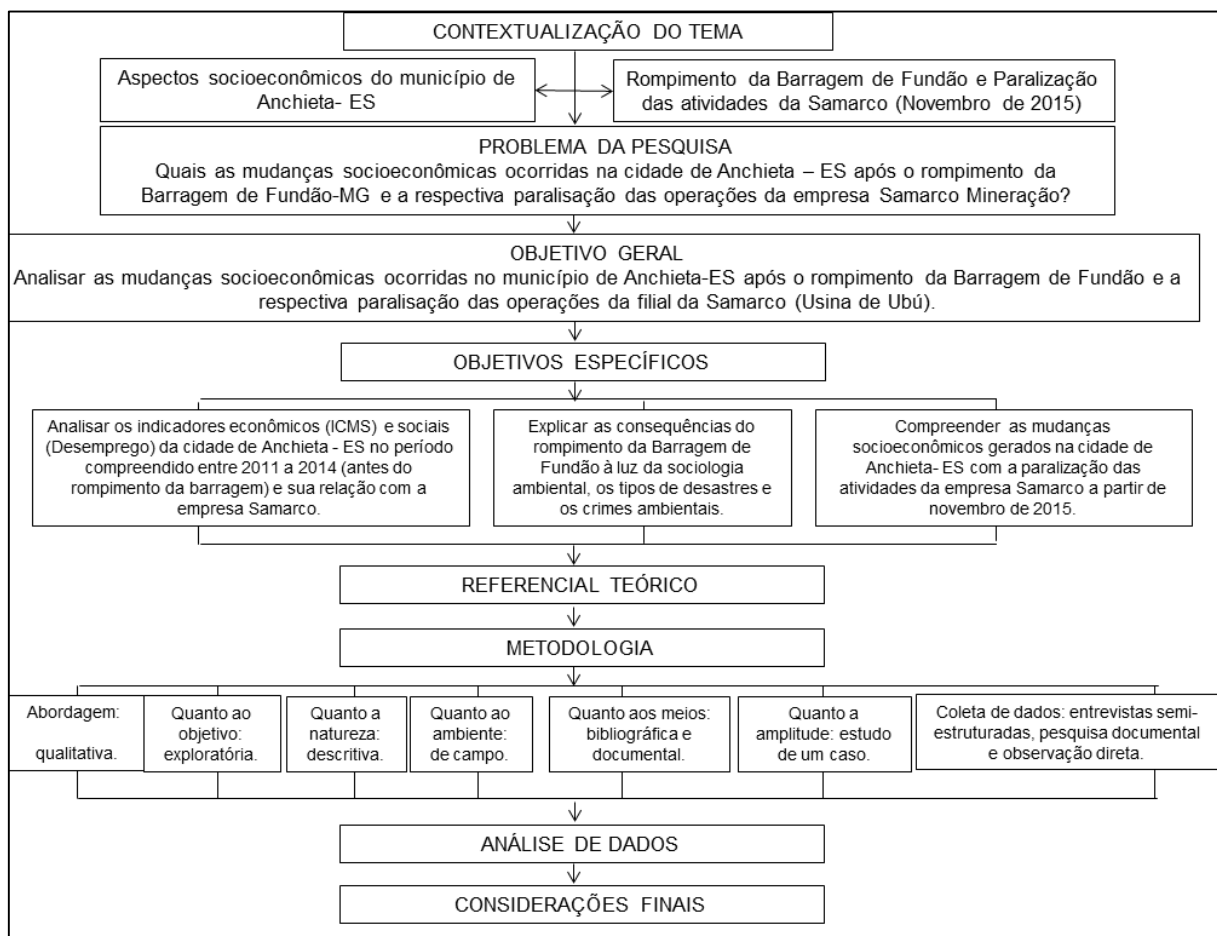 CONTEXTUALIZAÇÃO DO TEMA
Aspectos socioeconômicos do município de
Anchieta- ES
Rompimento da Barragem de Fundão e Paralização
das atividades da Samarco (Novembro de 2015)
PROBLEMA DA PESQUISA
Quais as mudanças socioeconômicas ocorridas na cidade de Anchieta – ES após o rompimento da
Barragem de Fundão-MG e a respectiva paralisação das operações da empresa Samarco Mineração?
OBJETIVO GERAL
Analisar as mudanças socioeconômicas ocorridas no município de Anchieta-ES após o rompimento da Barragem de Fundão e a
respectiva paralisação das operações da filial da Samarco (Usina de Ubú).
OBJETIVOS ESPECÍFICOS
Analisar os indicadores econômicos (ICMS) e sociais
(Desemprego) da cidade de Anchieta - ES no período
compreendido entre 2011 a 2014 (antes do
rompimento da barragem) e sua relação com a
empresa Samarco.
Explicar as consequências do
rompimento da Barragem de
Fundão à luz da sociologia
ambiental, os tipos de desastres e
os crimes ambientais.
Compreender as mudanças
socioeconômicos gerados na cidade de
Anchieta- ES com a paralização das
atividades da empresa Samarco a partir de
novembro de 2015.
REFERENCIAL TEÓRICO
METODOLOGIA
Abordagem:
qualitativa.
Quanto ao
objetivo:
exploratória.
Quanto a
natureza:
descritiva.
Quanto ao
ambiente:
de campo.
Quanto aos meios:
bibliográfica e
documental.
Quanto a
amplitude: estudo
de um caso.
Coleta de dados: entrevistas semi-
estruturadas, pesquisa documental
e observação direta.
ANÁLISE DE DADOS
CONSIDERAÇÕES FINAIS